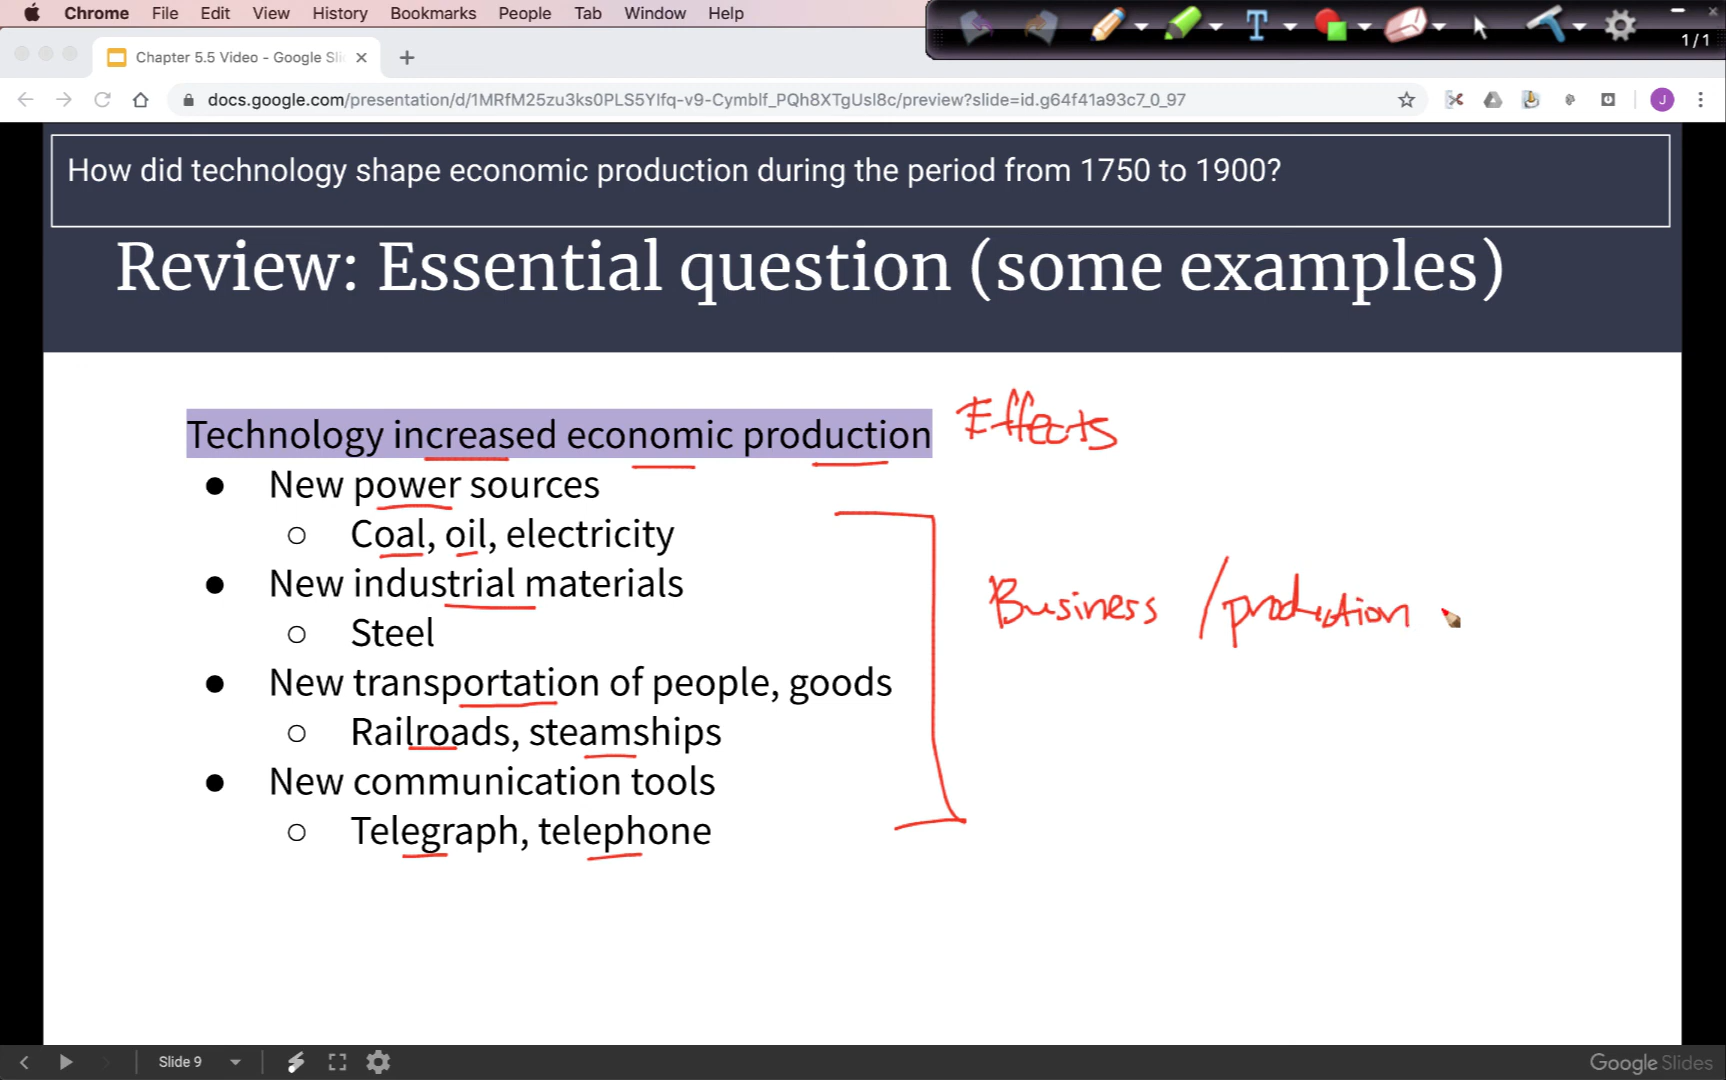 Chrome File Edit View History Bookmarks People Tab Window Help
1/1
Chapter 5.5 Video - Google Sli
docs.google.com/presentation/d/1MRfM25zu3ks0PLS5Ylfq-v9-Cymblf_PQh8XTgUsl8c/preview?slide=id.g64f41a93c7_0_97
J
How did technology shape economic production during the period from 1750 to 1900?
Review: Essential question (some examples)
Technology increased economic production Effects
● New power sources
○ Coal, oil, electricity
● New industrial materials
Business / production
○ Steel
● New transportation of people, goods
○ Railroads, steamships
● New communication tools
○ Telegraph, telephone
Slide 9
Google Slides